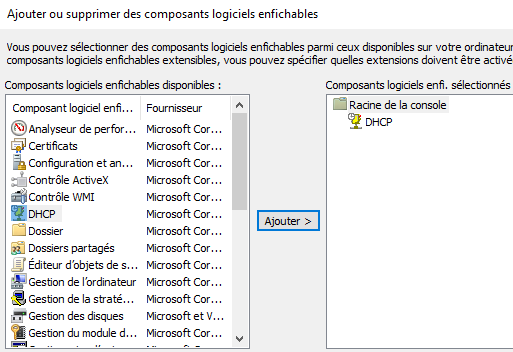 Ajouter ou supprimer des composants logiciels enfichables
Vous pouvez sélectionner des composants logiciels enfichables parmi ceux disponibles sur votre ordinateur
composants logiciels enfichables extensibles, vous pouvez spécifier quelles extensions doivent être activé
Composants logiciels enfichables disponibles :
Composant logiciel enfi... Fournisseur
Analyseur de perfor... Microsoft Cor...
Certificats Microsoft Cor...
Configuration et an... Microsoft Cor...
Contrôle ActiveX Microsoft Cor...
Contrôle WMI Microsoft Cor...
DHCP Microsoft Cor...
Dossier Microsoft Cor...
Dossiers partagés Microsoft Cor...
Éditeur d'objets de s... Microsoft Cor...
Gestion de l'ordinateur Microsoft Cor...
Gestion de la straté... Microsoft Cor...
Gestion des disques Microsoft et V...
Gestion du module d... Microsoft Cor...
Ajouter >
Composants logiciels enfi. sélectionnés
Racine de la console
DHCP